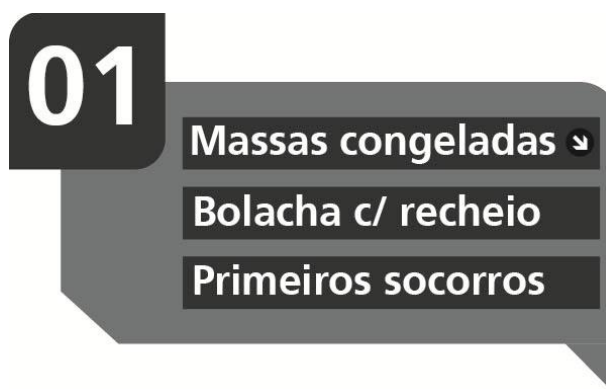 01
Massas congeladas
Bolacha c/ recheio
Primeiros socorros